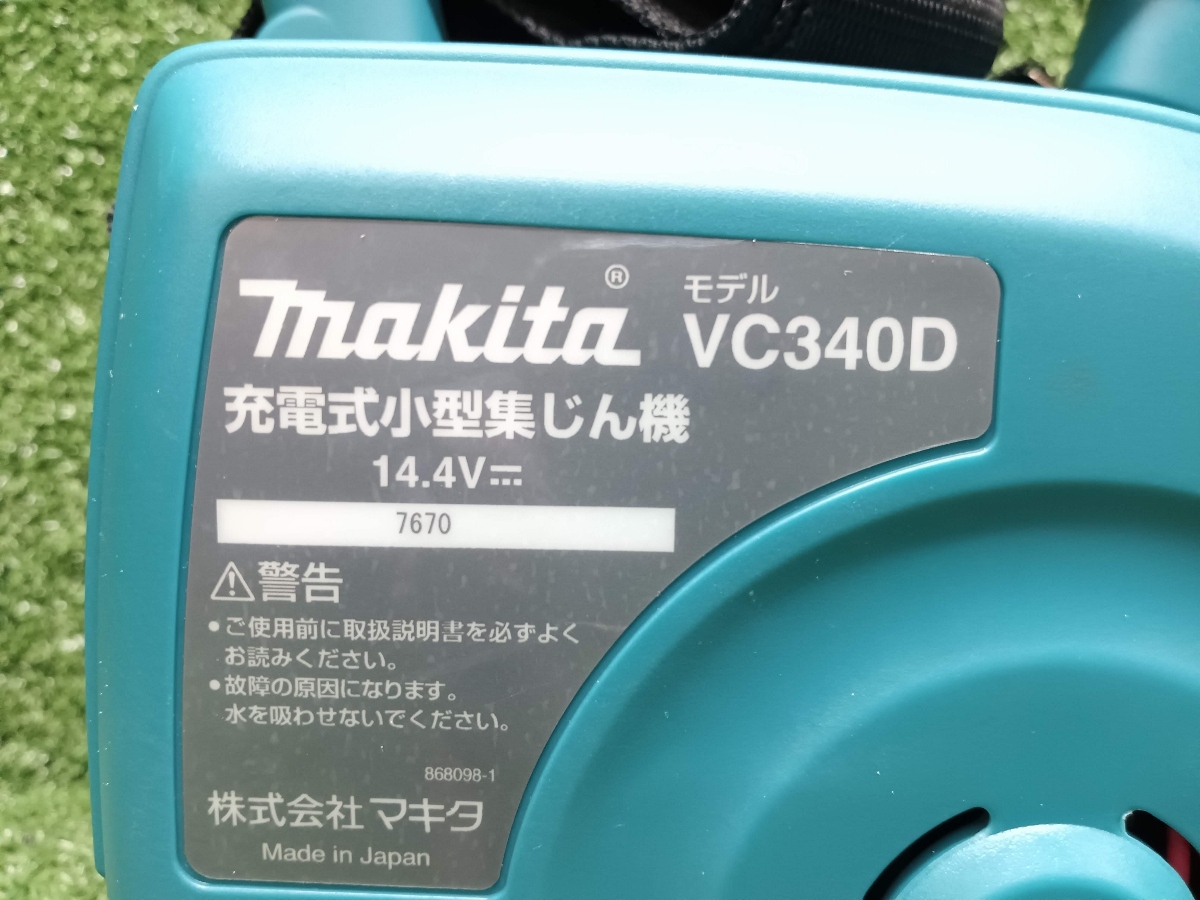 makita®
モデル
VC340D
充電式小型集じん機
14.4V⎓
7670
⚠警告
•ご使用前に取扱説明書を必ずよく
お読みください。
•故障の原因になります。
水を吸わせないでください。
868098-1
株式会社 マキタ
Made in Japan